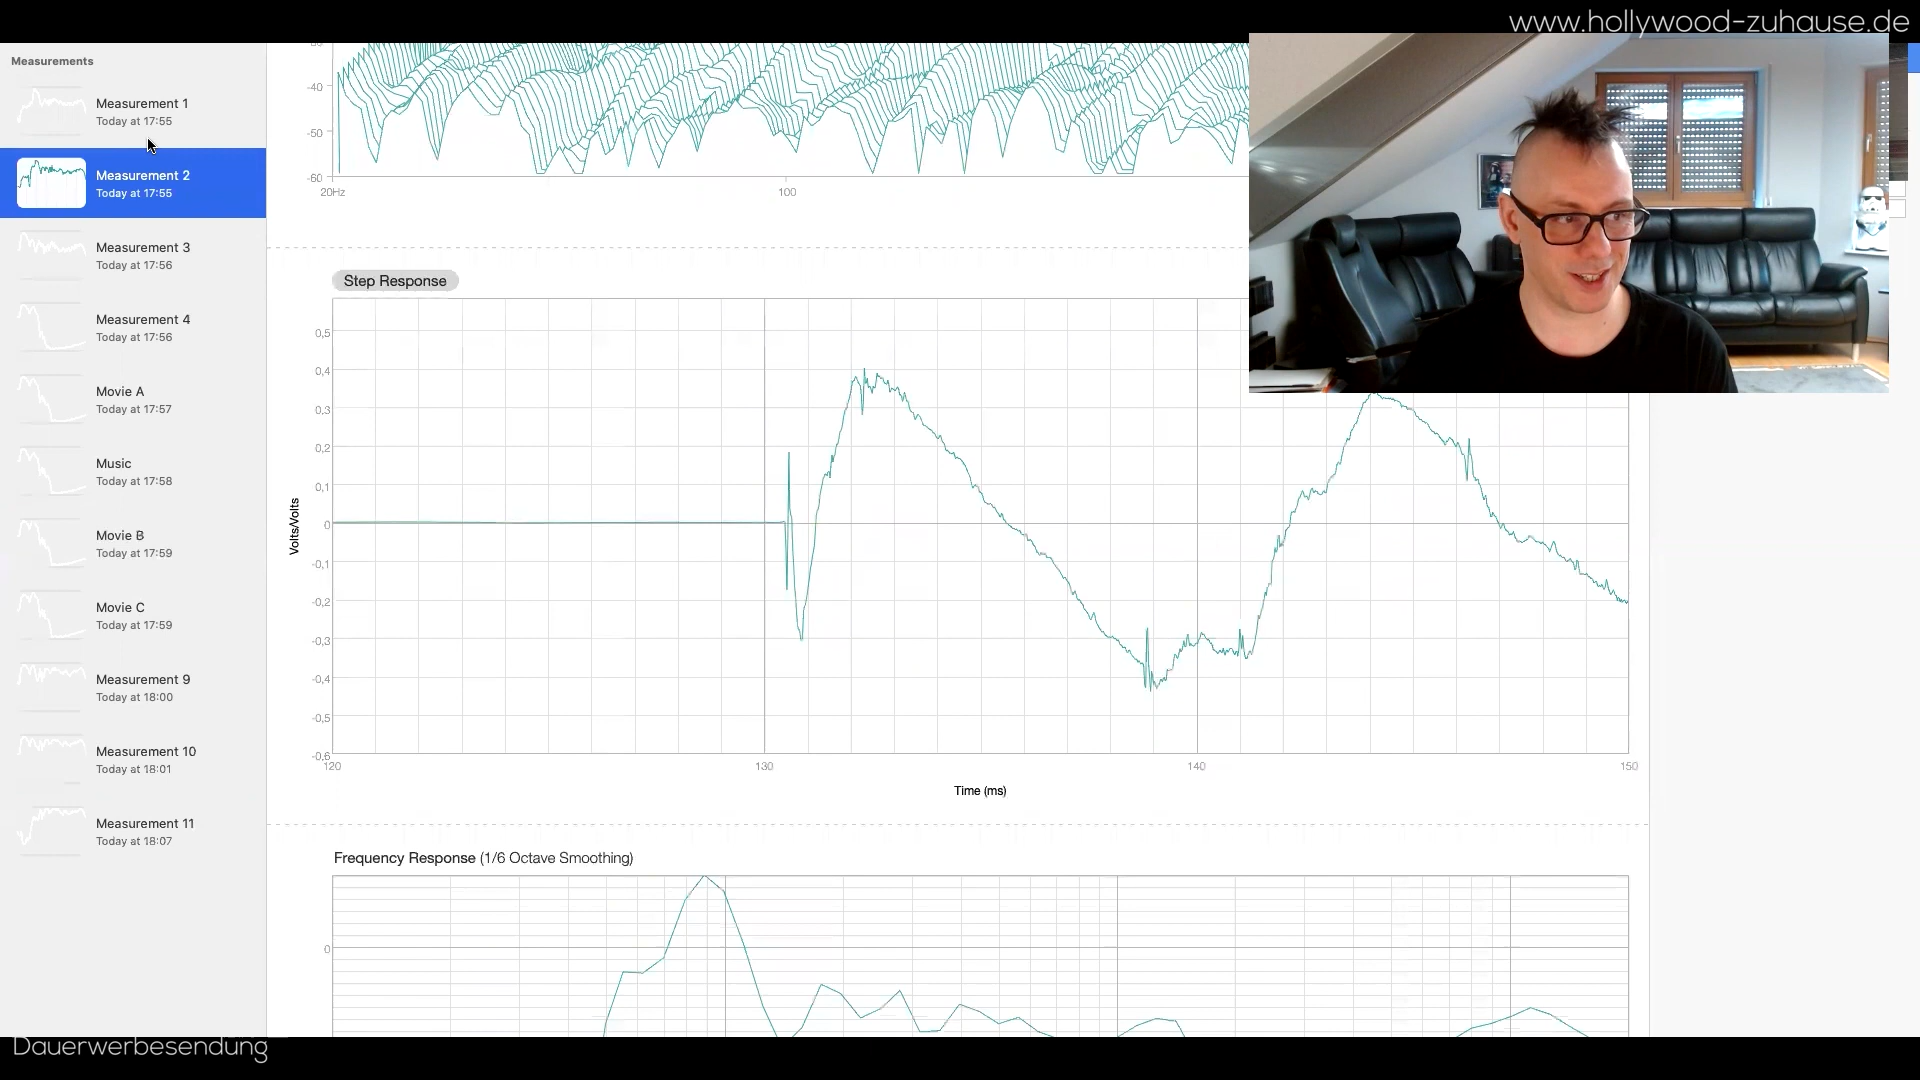 www.hollywood-zuhause.de
Measurements
Measurement 1
Today at 17:55
Measurement 2
Today at 17:55
Measurement 3
Today at 17:56
Measurement 4
Today at 17:56
Movie A
Today at 17:57
Music
Today at 17:58
Movie B
Today at 17:59
Movie C
Today at 17:59
Measurement 9
Today at 18:00
Measurement 10
Today at 18:01
Measurement 11
Today at 18:07
-40
-50
-60
20Hz 100
Step Response
0,5
0,4
0,3
0,2
0,1
0
-0,1
-0,2
-0,3
-0,4
-0,5
-0,6
Volts/Volts
120 130 140 150
Time (ms)
Frequency Response (1/6 Octave Smoothing)
0
Dauerwerbesendung